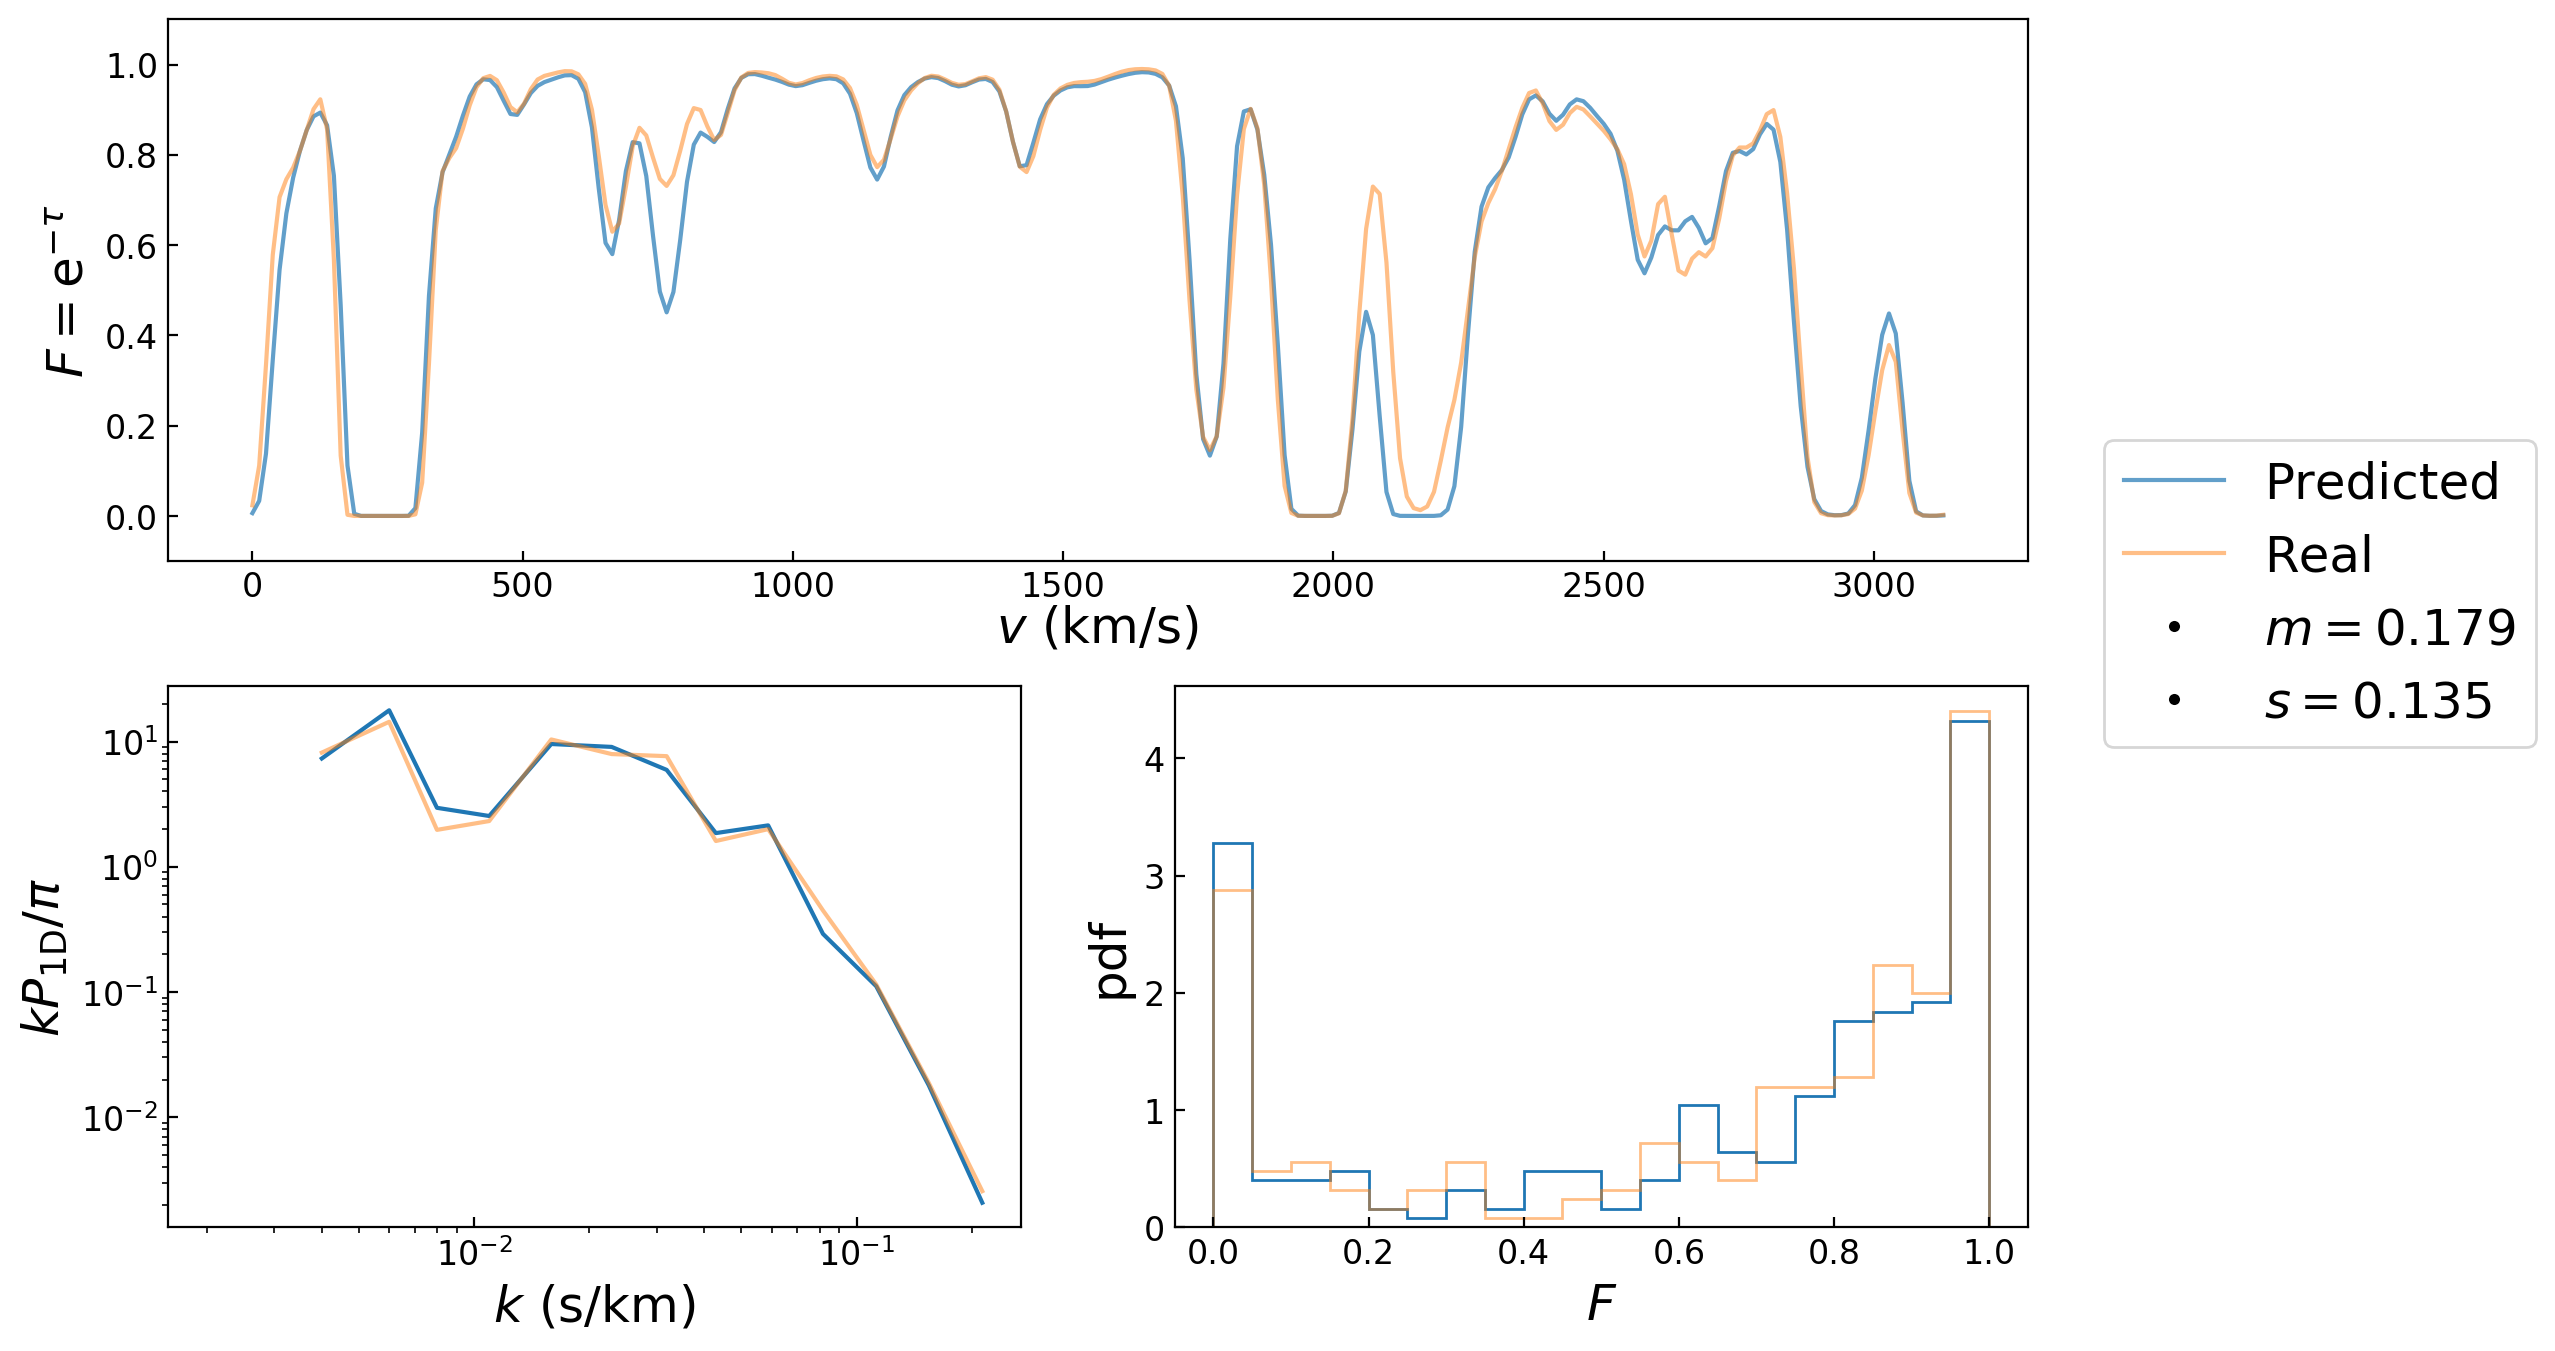 F = e^{−τ}
1.0
0.8
0.6
0.4
0.2
0.0
0 500 1000 1500 2000 2500 3000
v (km/s)
Predicted
Real
m = 0.179
s = 0.135
kP_{1D}/π
10^{1}
10^{0}
10^{−1}
10^{−2}
10^{−2} 10^{−1}
k (s/km)
pdf
4
3
2
1
0
0.0 0.2 0.4 0.6 0.8 1.0
F